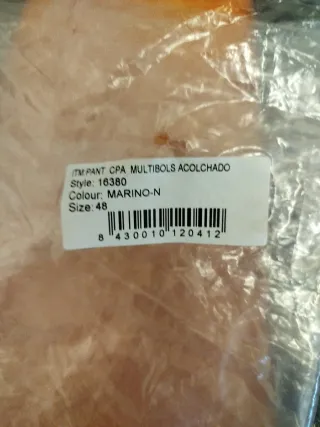 ITM PANT CPA MULTIBOLS ACOLCHADO
Style: 16380
Colour: MARINO-N
Size: 48
8 430010 120412